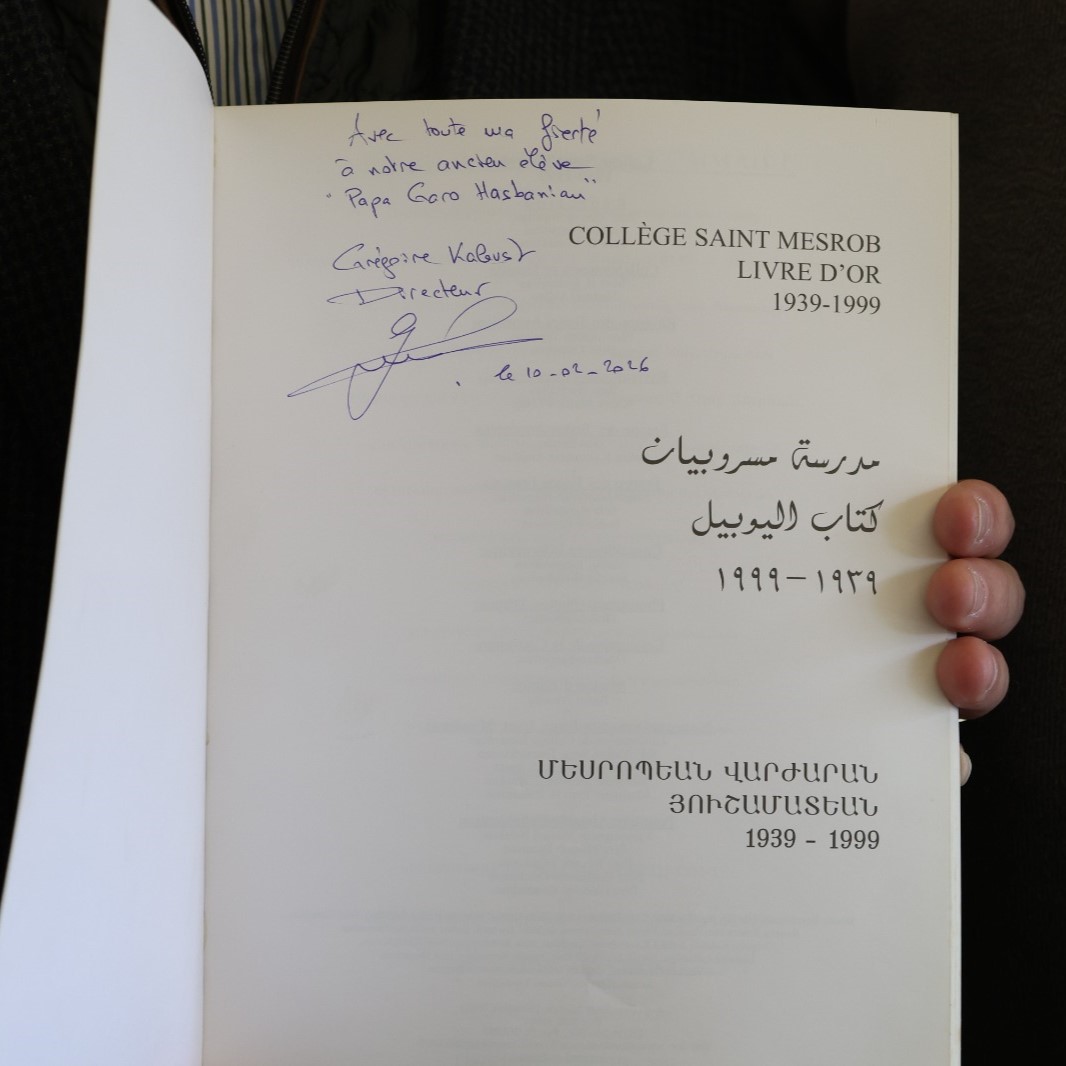 Avec toute ma fierté
à notre ancien élève
"Papa Garo Hasbanian"
Grégoire Kaloust
Directeur
le 10-02-2026
COLLÈGE SAINT MESROB
LIVRE D'OR
1939-1999
مدرسة مسروبيان
كتاب اليوبيل
١٩٣٩–١٩٩٩
ՄԵՍՐՈՊԵԱՆ ՎԱՐԺԱՐԱՆ
ՅՈՒՇԱՄԱՏԵԱՆ
1939 - 1999